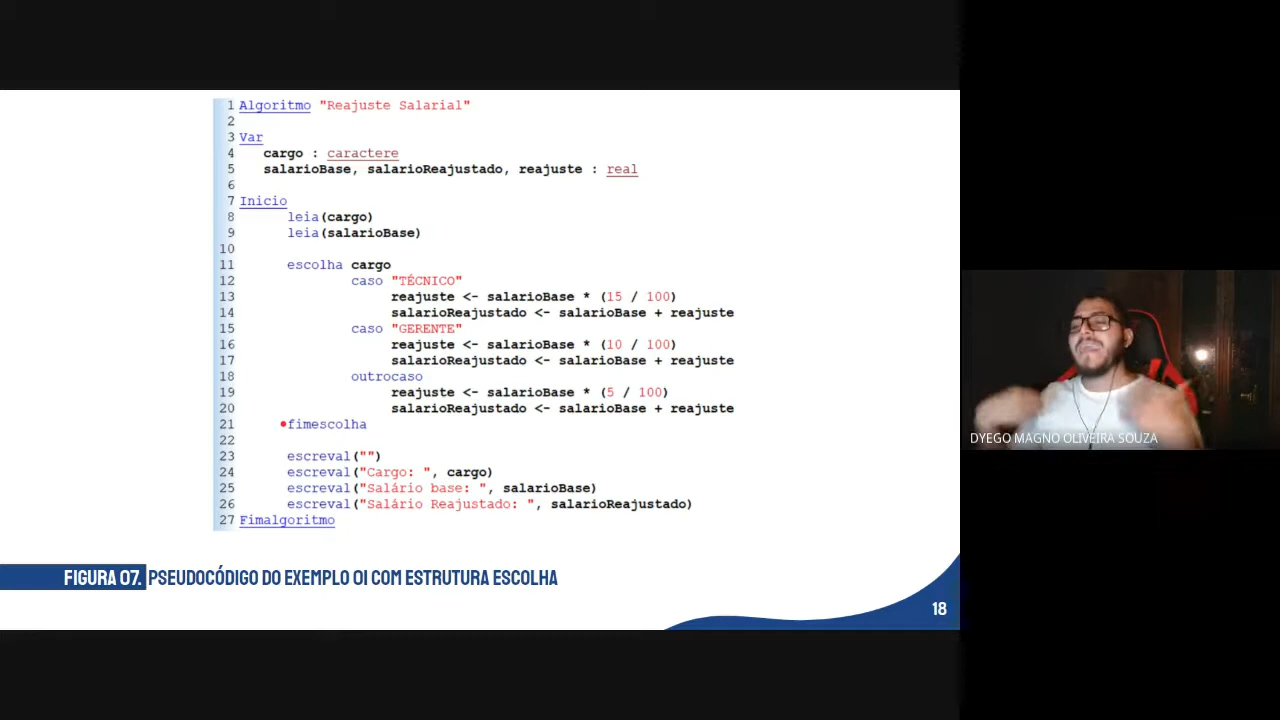 1 Algoritmo "Reajuste Salarial"
2
3 Var
4 cargo : caractere
5 salarioBase, salarioReajustado, reajuste : real
6
7 Inicio
8 leia(cargo)
9 leia(salarioBase)
10
11 escolha cargo
12 caso "TÉCNICO"
13 reajuste <- salarioBase * (15 / 100)
14 salarioReajustado <- salarioBase + reajuste
15 caso "GERENTE"
16 reajuste <- salarioBase * (10 / 100)
17 salarioReajustado <- salarioBase + reajuste
18 outrocaso
19 reajuste <- salarioBase * (5 / 100)
20 salarioReajustado <- salarioBase + reajuste
21 fimescolha
22
23 escreval("")
24 escreval("Cargo: ", cargo)
25 escreval("Salário base: ", salarioBase)
26 escreval("Salário Reajustado: ", salarioReajustado)
27 Fimalgoritmo
FIGURA 07. PSEUDOCÓDIGO DO EXEMPLO 01 COM ESTRUTURA ESCOLHA
18
DYEGO MAGNO OLIVEIRA SOUZA